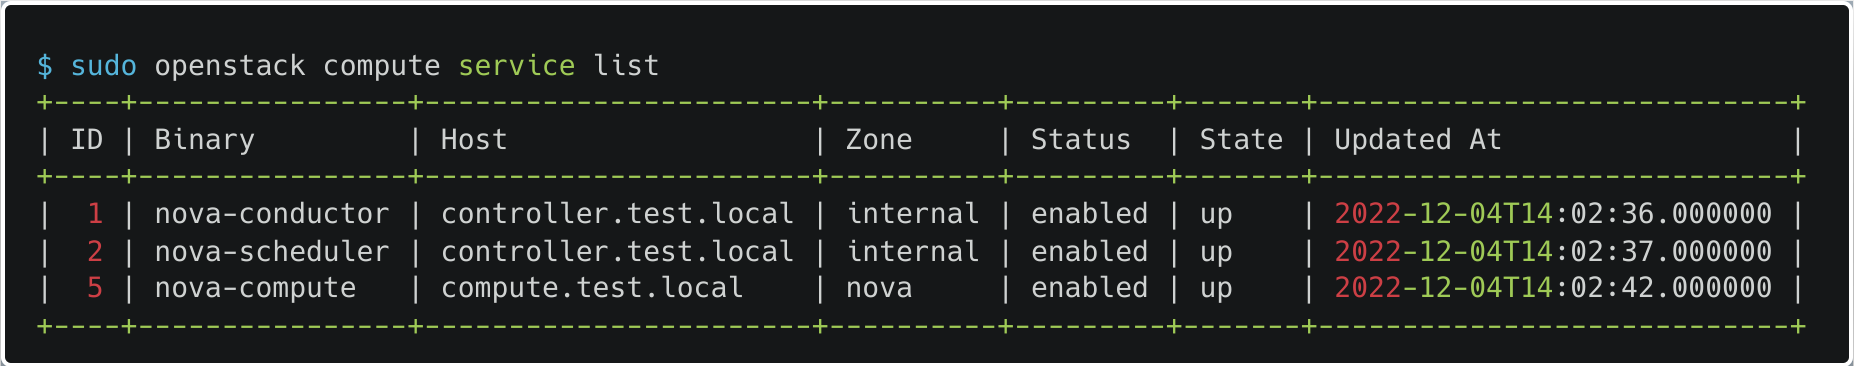 $ sudo openstack compute service list
+----+----------------+-----------------------+----------+---------+-------+----------------------------+
| ID | Binary         | Host                  | Zone     | Status  | State | Updated At                 |
+----+----------------+-----------------------+----------+---------+-------+----------------------------+
|  1 | nova-conductor | controller.test.local | internal | enabled | up    | 2022-12-04T14:02:36.000000 |
|  2 | nova-scheduler | controller.test.local | internal | enabled | up    | 2022-12-04T14:02:37.000000 |
|  5 | nova-compute   | compute.test.local    | nova     | enabled | up    | 2022-12-04T14:02:42.000000 |
+----+----------------+-----------------------+----------+---------+-------+----------------------------+